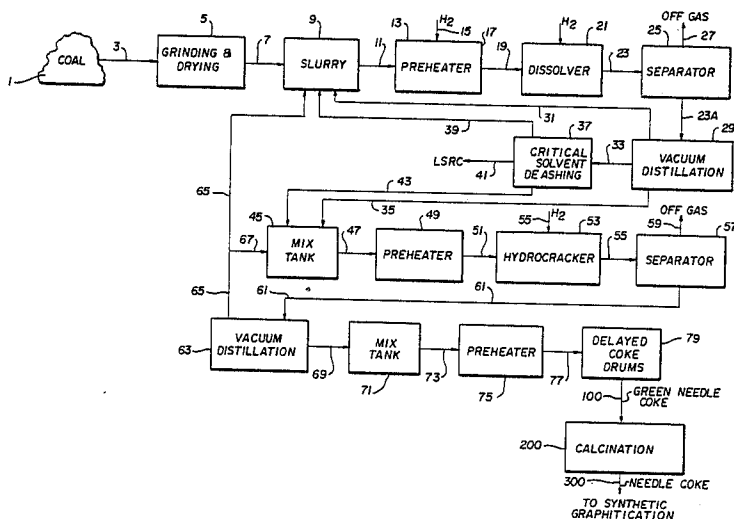 H2
H2
OFF GAS
5
9
13
15
17
21
25
27
3
7
11
19
23
1
COAL
GRINDING &
DRYING
SLURRY
PREHEATER
DISSOLVER
SEPARATOR
31
23A
39
37
29
33
CRITICAL
SOLVENT
DEASHING
VACUUM
DISTILLATION
LSRC
41
65
43
35
45
49
55
H2
53
OFF GAS
59
57
67
47
51
55
MIX
TANK
PREHEATER
HYDROCRACKER
SEPARATOR
65
61
61
63
VACUUM
DISTILLATION
69
MIX
TANK
71
73
PREHEATER
75
77
DELAYED
COKE
DRUMS
79
100
GREEN NEEDLE
COKE
200
CALCINATION
300
NEEDLE COKE
TO SYNTHETIC
GRAPHITICATION